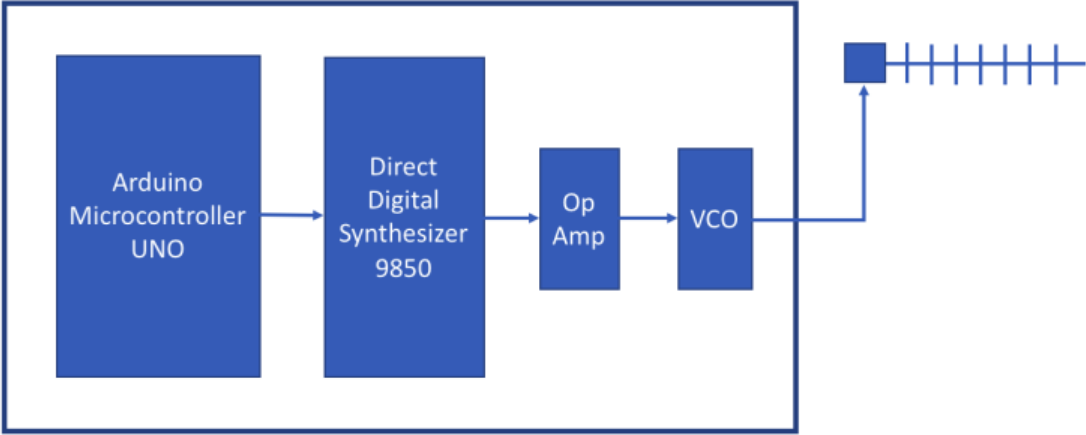 Arduino
Microcontroller
UNO
Direct
Digital
Synthesizer
9850
Op
Amp
VCO